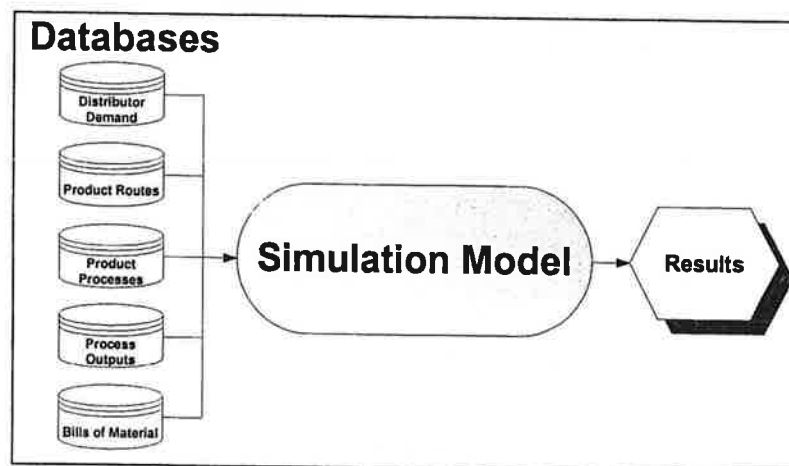 Databases
Distributor
Demand
Product Routes
Product
Processes
Process
Outputs
Bills of Material
Simulation Model
Results